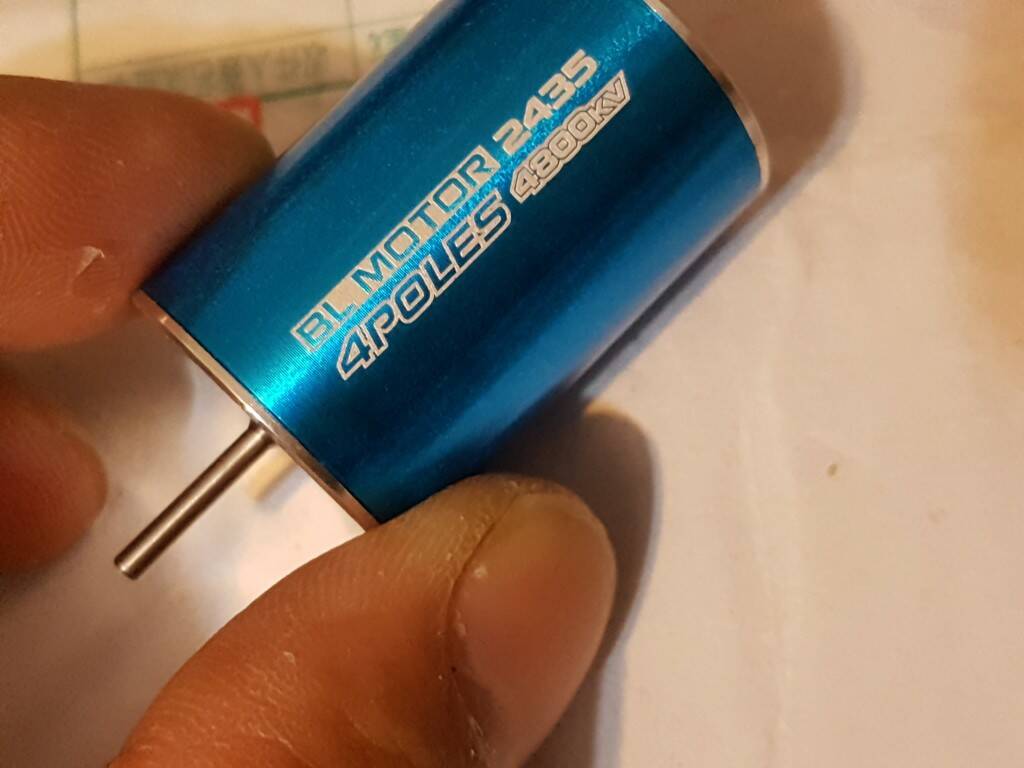 BL MOTOR 2435
4POLES 4800KV